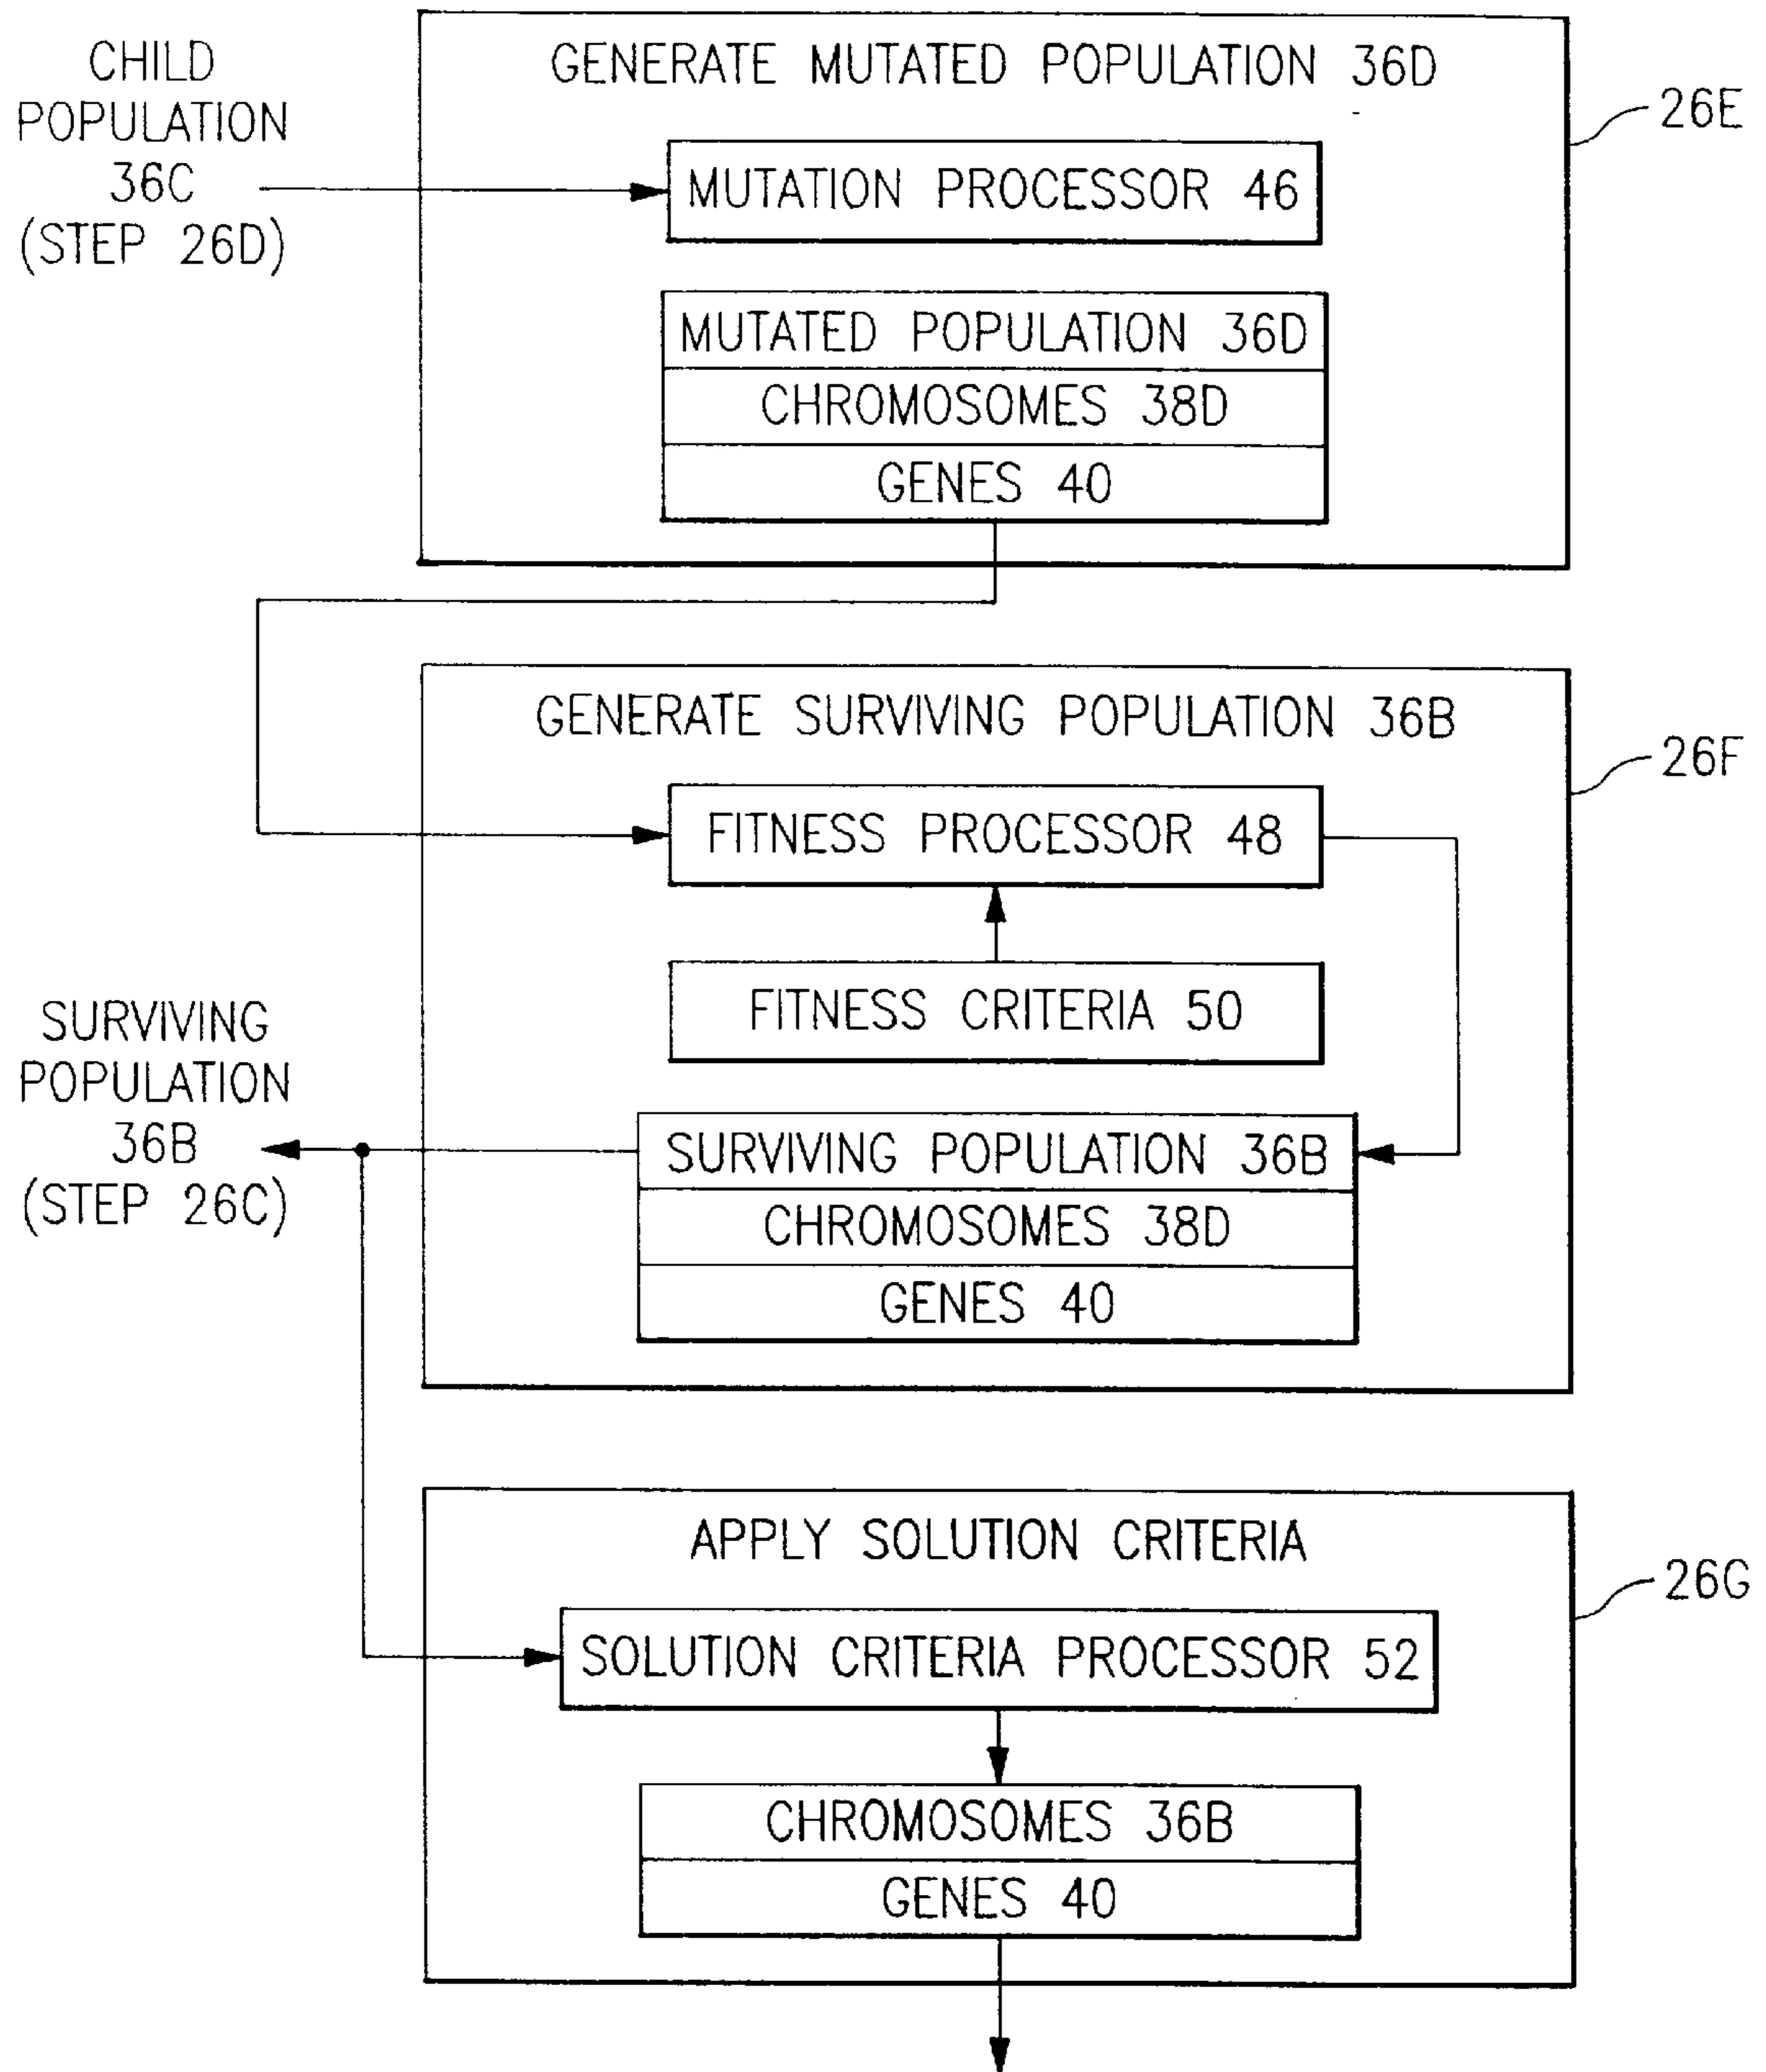 CHILD
POPULATION
36C
(STEP 26D)
GENERATE MUTATED POPULATION 36D
26E
MUTATION PROCESSOR 46
MUTATED POPULATION 36D
CHROMOSOMES 38D
GENES 40
GENERATE SURVIVING POPULATION 36B
26F
FITNESS PROCESSOR 48
FITNESS CRITERIA 50
SURVIVING
POPULATION
36B
(STEP 26C)
SURVIVING POPULATION 36B
CHROMOSOMES 38D
GENES 40
APPLY SOLUTION CRITERIA
26G
SOLUTION CRITERIA PROCESSOR 52
CHROMOSOMES 36B
GENES 40